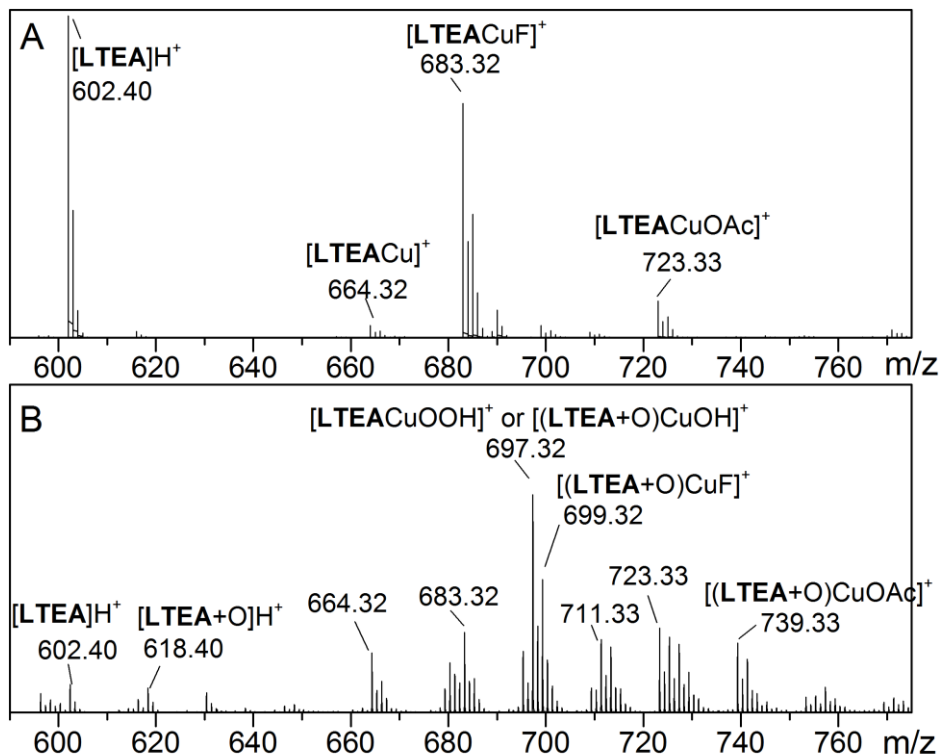 A
[LTEA]H⁺
602.40
[LTEACuF]⁺
683.32
[LTEACu]⁺
664.32
[LTEACuOAc]⁺
723.33
600 620 640 660 680 700 720 740 760 m/z
B
[LTEACuOOH]⁺ or [(LTEA+O)CuOH]⁺
697.32
[(LTEA+O)CuF]⁺
699.32
[LTEA]H⁺
602.40
[LTEA+O]H⁺
618.40
664.32
683.32
711.33
723.33
[(LTEA+O)CuOAc]⁺
739.33
600 620 640 660 680 700 720 740 760 m/z